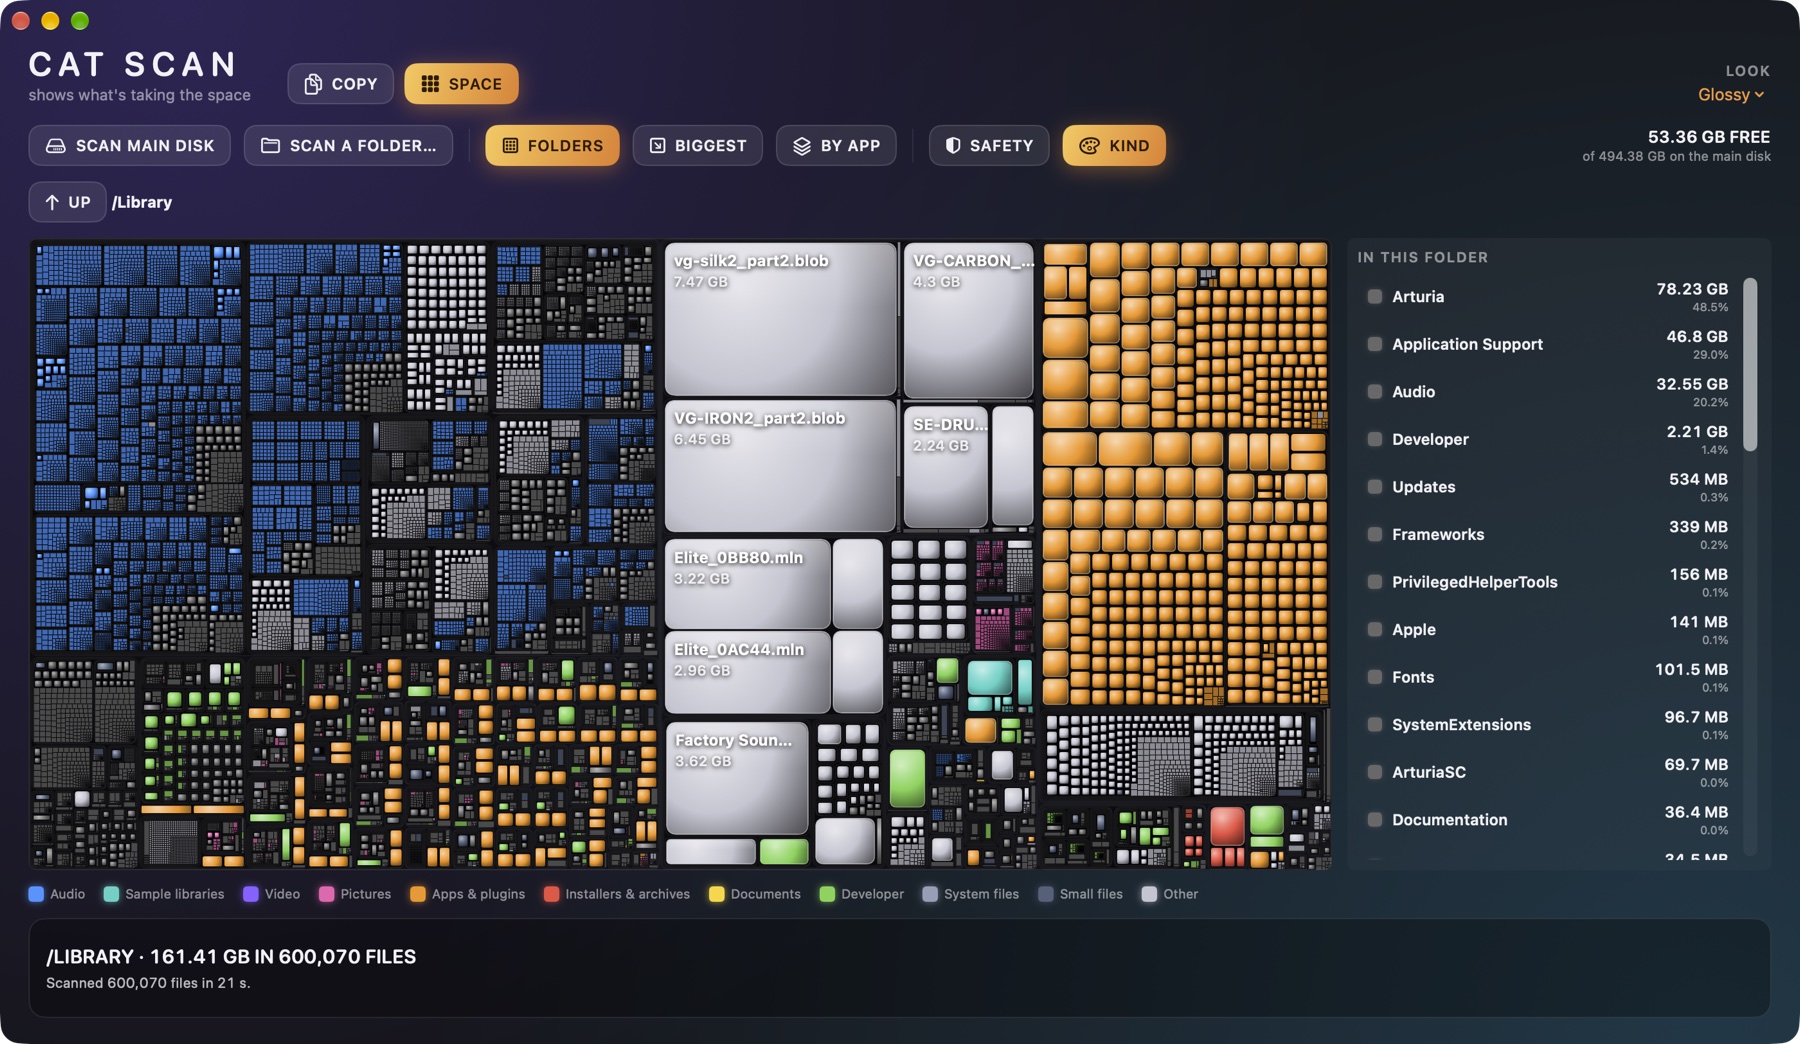 CAT SCAN
shows what's taking the space
COPY
SPACE
LOOK
Glossy
SCAN MAIN DISK
SCAN A FOLDER...
FOLDERS
BIGGEST
BY APP
SAFETY
KIND
53.36 GB FREE
of 494.38 GB on the main disk
UP
/Library
vg-silk2_part2.blob
7.47 GB
VG-CARBON_...
4.3 GB
VG-IRON2_part2.blob
6.45 GB
SE-DRU...
2.24 GB
Elite_0BB80.mln
3.22 GB
Elite_0AC44.mln
2.96 GB
Factory Soun...
3.62 GB
IN THIS FOLDER
Arturia 78.23 GB
48.5%
Application Support 46.8 GB
29.0%
Audio 32.55 GB
20.2%
Developer 2.21 GB
1.4%
Updates 534 MB
0.3%
Frameworks 339 MB
0.2%
PrivilegedHelperTools 156 MB
0.1%
Apple 141 MB
0.1%
Fonts 101.5 MB
0.1%
SystemExtensions 96.7 MB
0.1%
ArturiaSC 69.7 MB
0.0%
Documentation 36.4 MB
0.0%
34.5 MB
Audio Sample libraries Video Pictures Apps & plugins Installers & archives Documents Developer System files Small files Other
/LIBRARY · 161.41 GB IN 600,070 FILES
Scanned 600,070 files in 21 s.